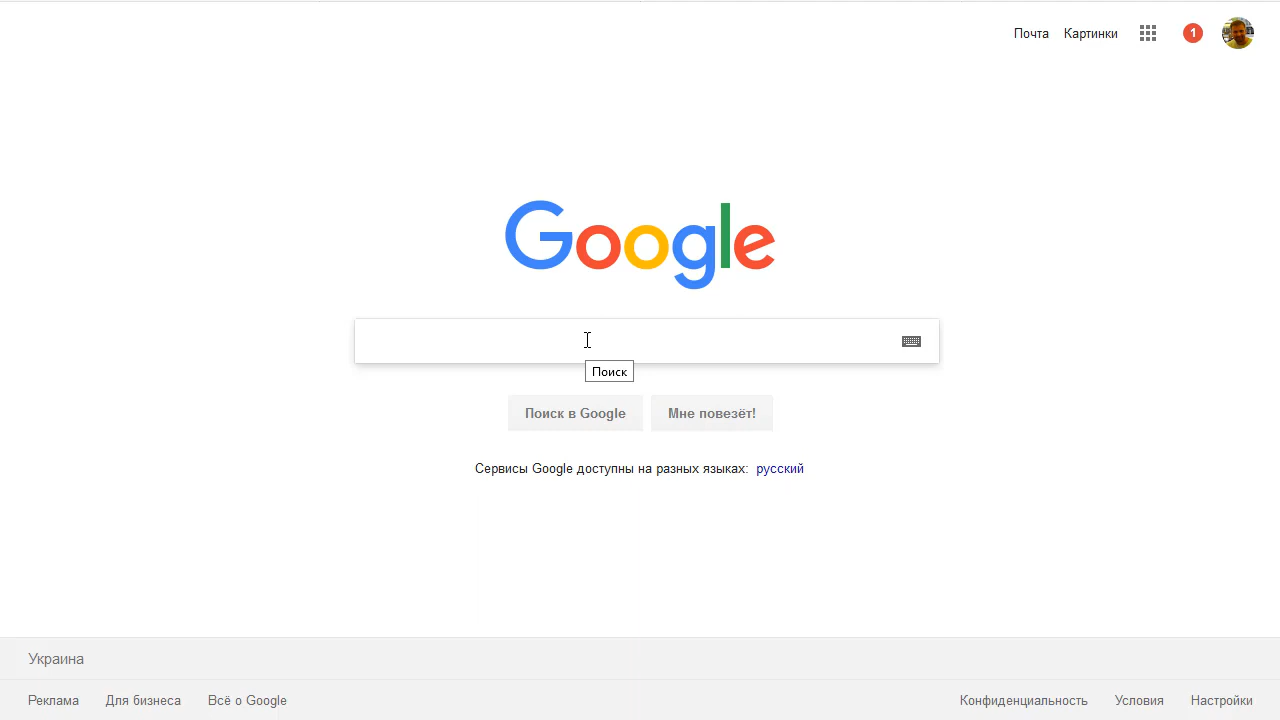 Почта Картинки 1
Google
Поиск
Поиск в Google Мне повезёт!
Сервисы Google доступны на разных языках: русский
Украина
Реклама Для бизнеса Всё о Google Конфиденциальность Условия Настройки